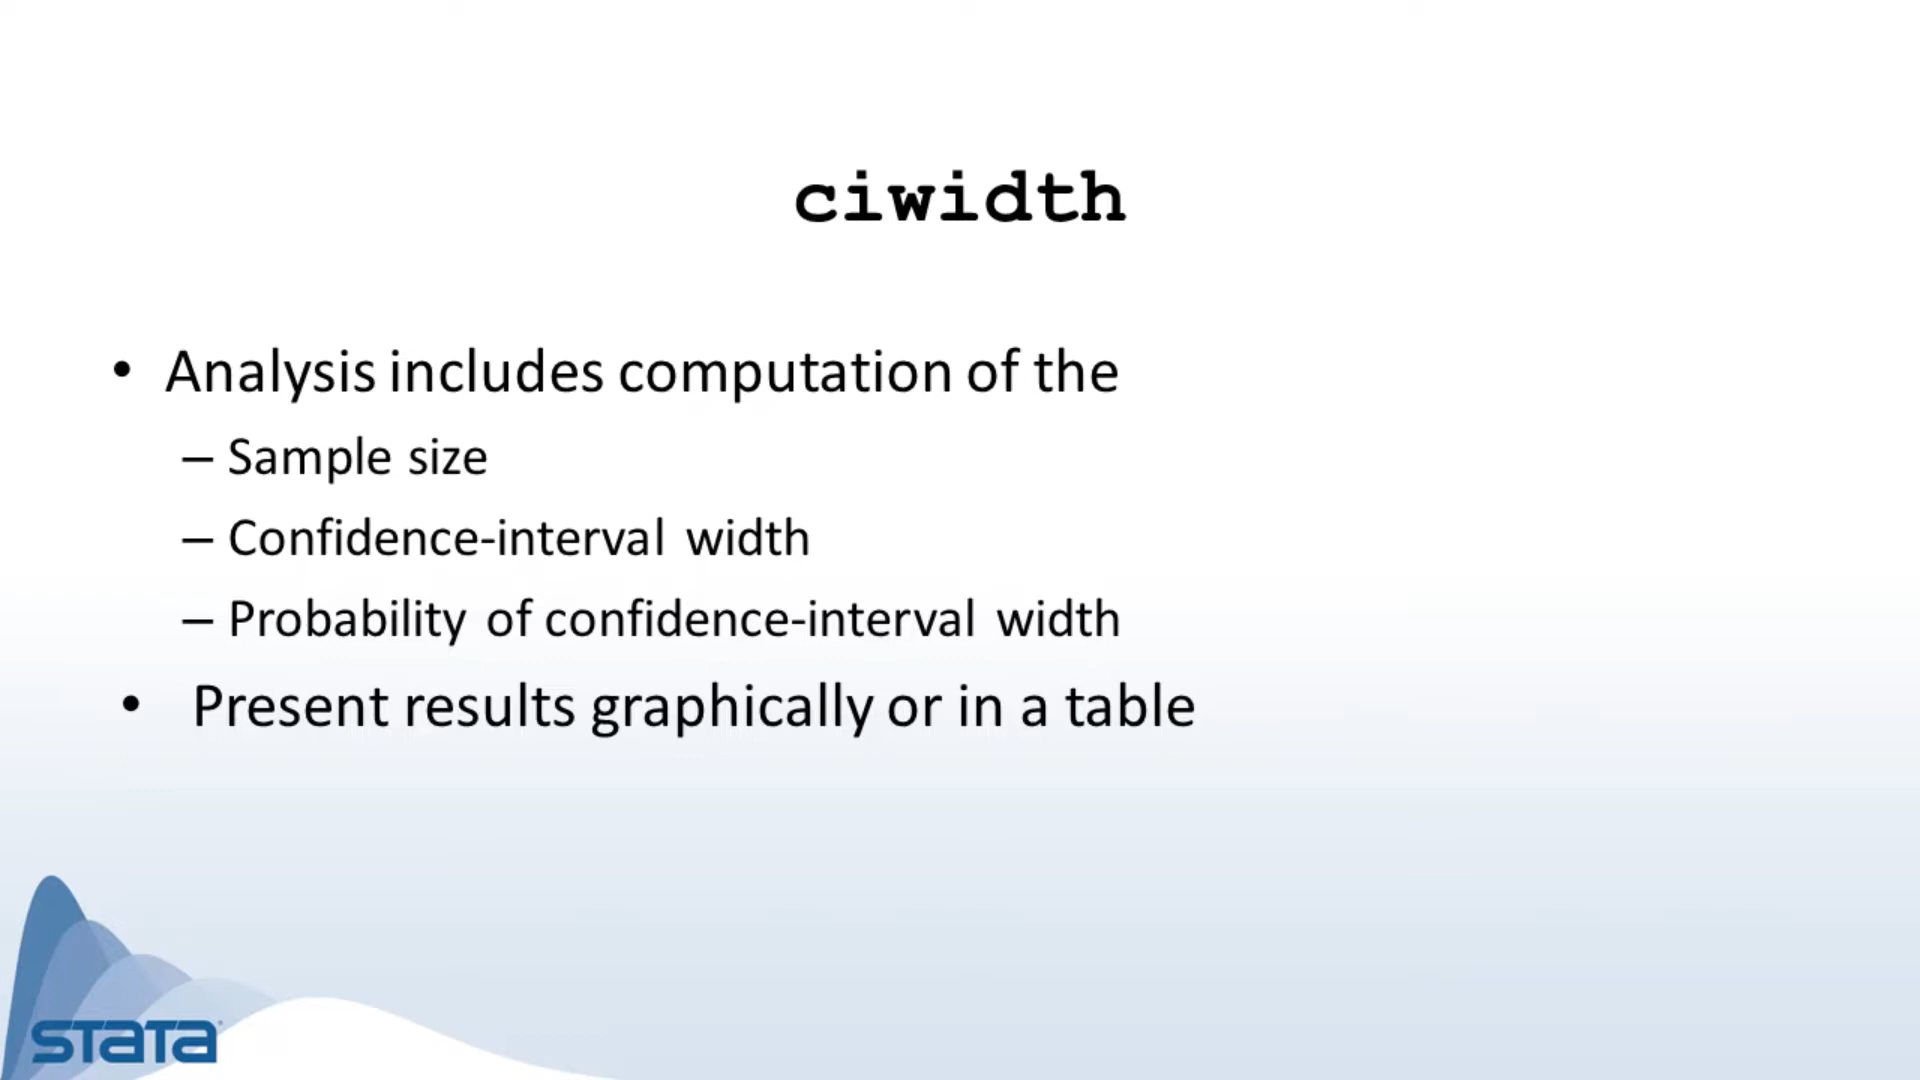 ciwidth
• Analysis includes computation of the
– Sample size
– Confidence-interval width
– Probability of confidence-interval width
• Present results graphically or in a table
stata